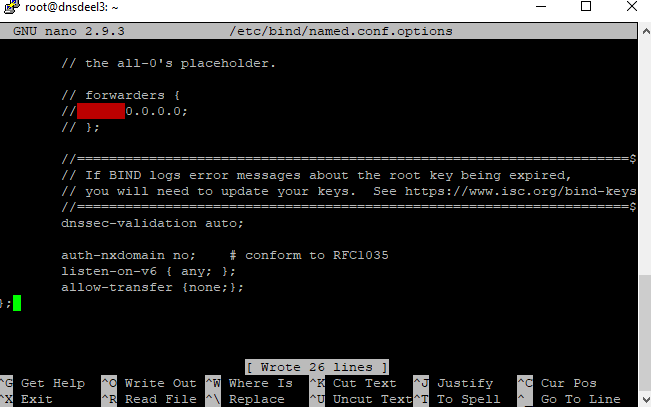 root@dnsdeel3: ~
GNU nano 2.9.3 /etc/bind/named.conf.options
// the all-0's placeholder.
// forwarders {
// 0.0.0.0;
// };
//=====================================================================$
// If BIND logs error messages about the root key being expired,
// you will need to update your keys. See https://www.isc.org/bind-keys
//=====================================================================$
dnssec-validation auto;
auth-nxdomain no; # conform to RFC1035
listen-on-v6 { any; };
allow-transfer {none;};
};
[ Wrote 26 lines ]
^G Get Help ^O Write Out ^W Where Is ^K Cut Text ^J Justify ^C Cur Pos
^X Exit ^R Read File ^\ Replace ^U Uncut Text ^T To Spell ^_ Go To Line